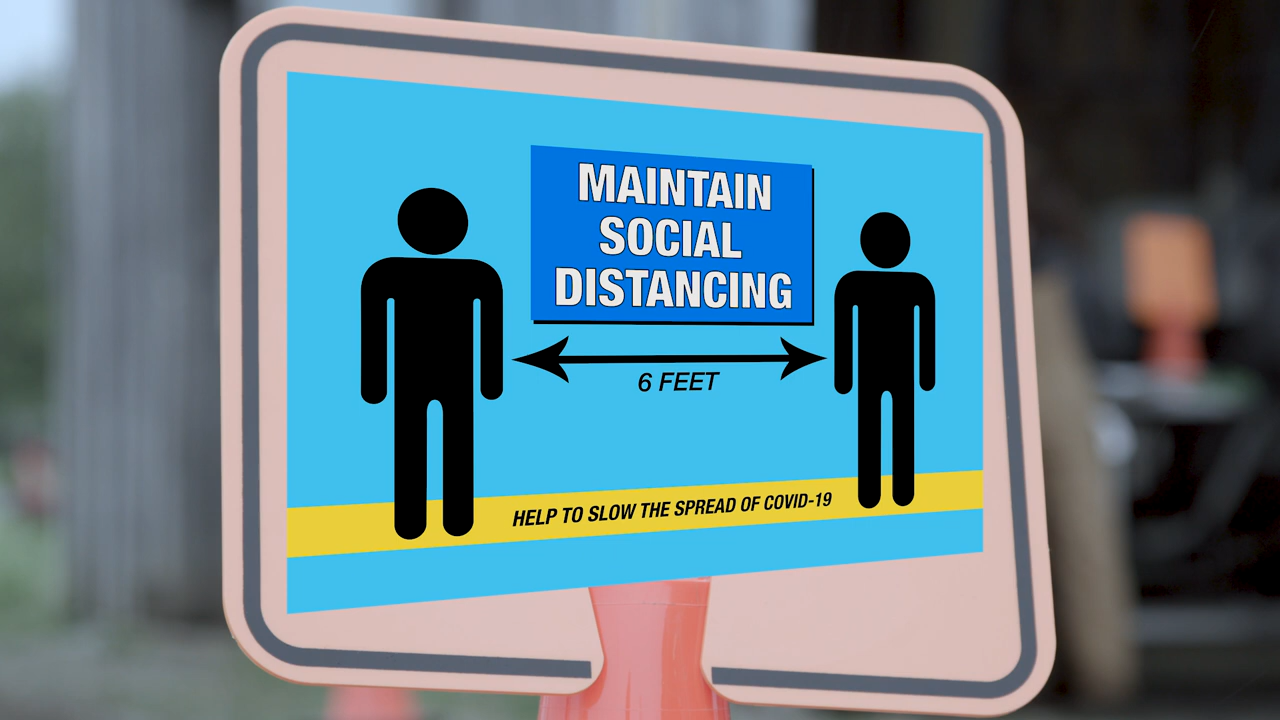 MAINTAIN
SOCIAL
DISTANCING
6 FEET
HELP TO SLOW THE SPREAD OF COVID-19